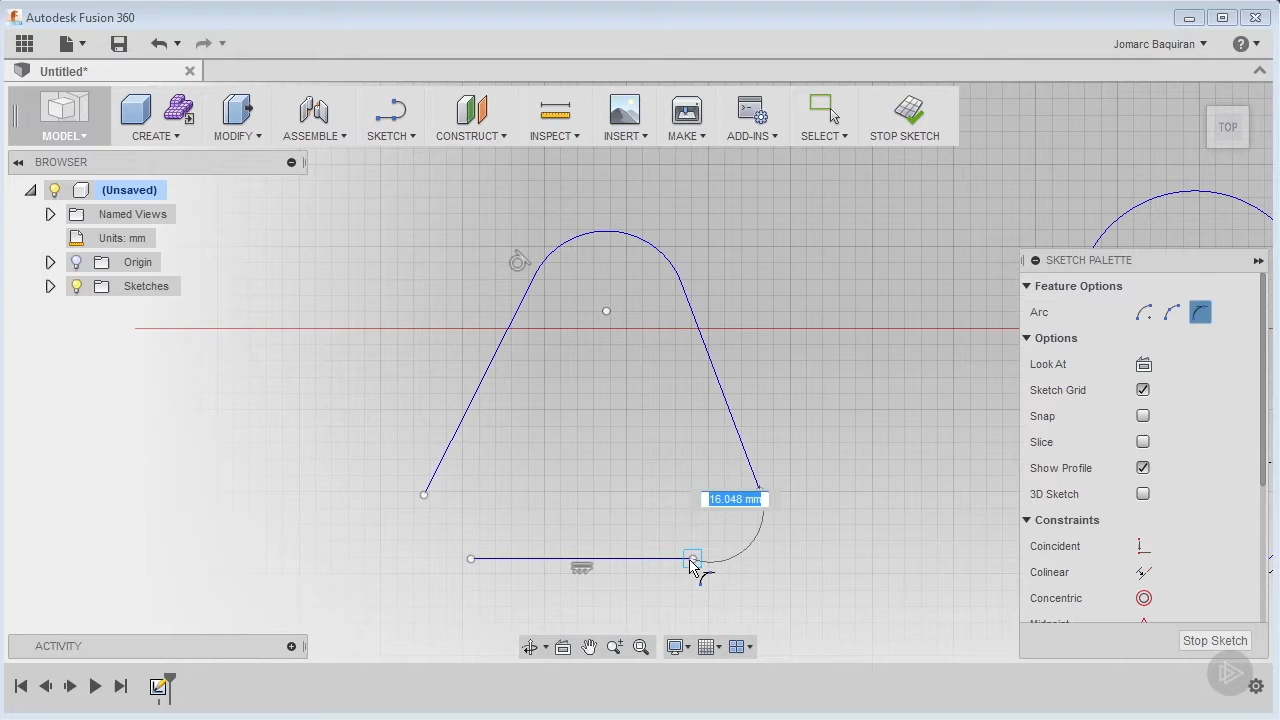 Autodesk Fusion 360
Jomarc Baquiran
Untitled*
MODEL
CREATE
MODIFY
ASSEMBLE
SKETCH
CONSTRUCT
INSPECT
INSERT
MAKE
ADD-INS
SELECT
STOP SKETCH
TOP
BROWSER
(Unsaved)
Named Views
Units: mm
Origin
Sketches
SKETCH PALETTE
Feature Options
Arc
Options
Look At
Sketch Grid
Snap
Slice
Show Profile
3D Sketch
Constraints
Coincident
Colinear
Concentric
Midpoint
16.048 mm
Stop Sketch
ACTIVITY